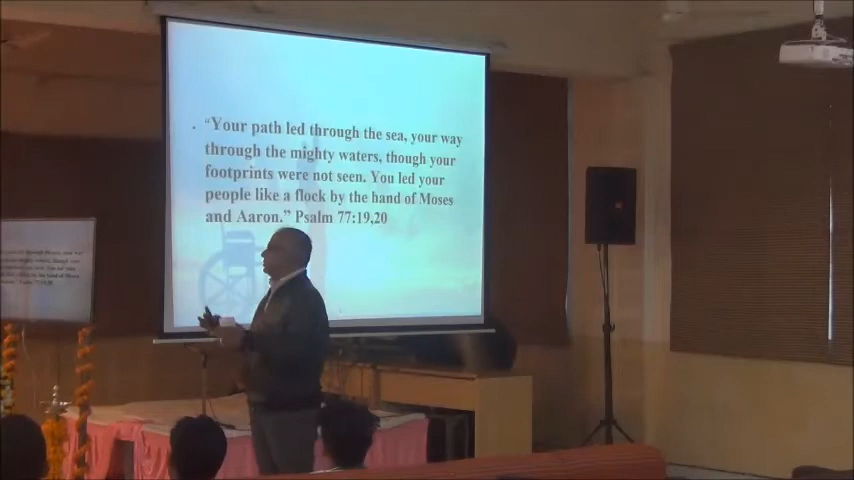 “Your path led through the sea, your way
through the mighty waters, though your
footprints were not seen. You led your
people like a flock by the hand of Moses
and Aaron.” Psalm 77:19,20